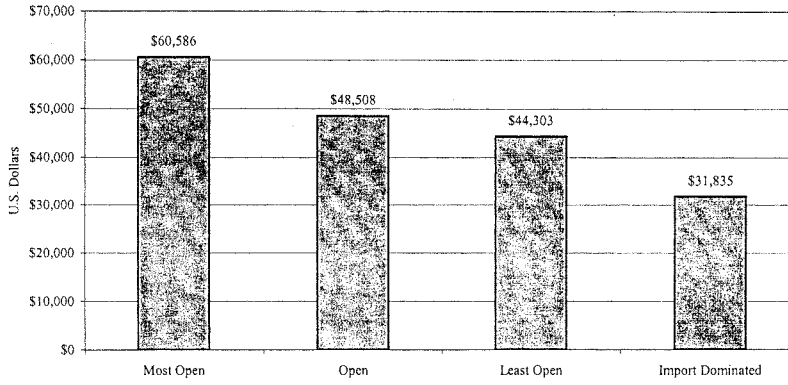 $70,000
$60,000
$50,000
$40,000
$30,000
$20,000
$10,000
$0
U.S. Dollars
$60,586
$48,508
$44,303
$31,835
Most Open
Open
Least Open
Import Dominated